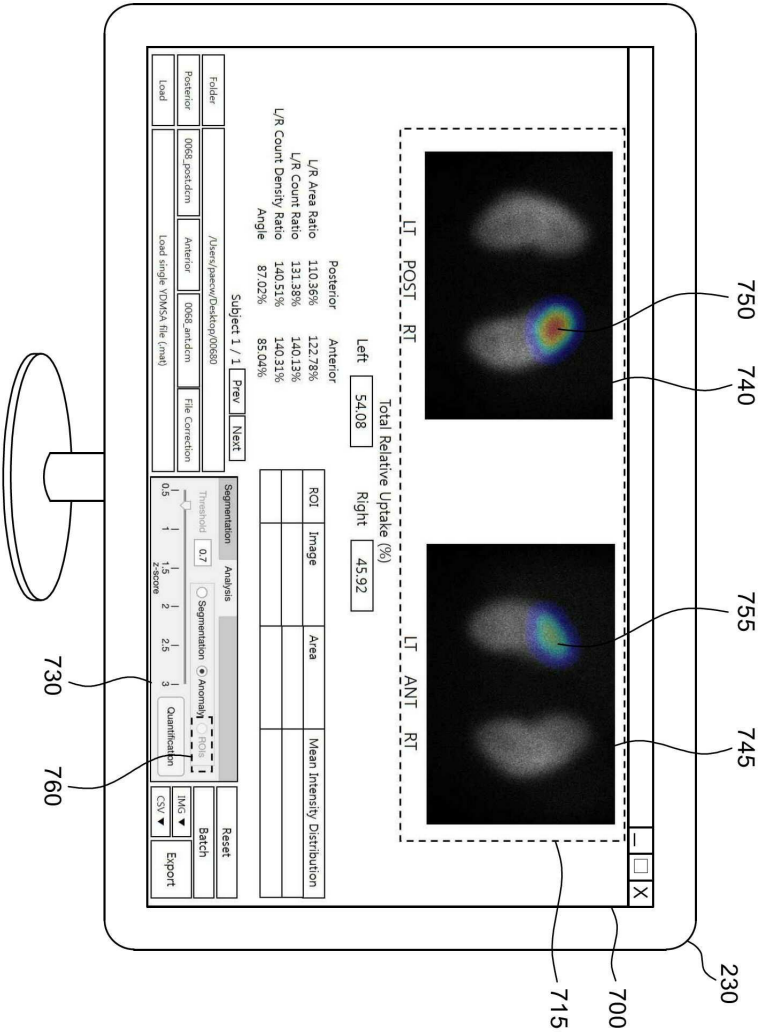 230
700
715
750
740
755
745
_ □ X
LT POST RT
LT ANT RT
Total Relative Uptake (%)
Left 54.08 Right 45.92
Posterior Anterior
L/R Area Ratio 110.36% 122.78%
L/R Count Ratio 131.38% 140.13%
L/R Count Density Ratio 140.51% 140.31%
Angle 87.02% 85.04%
ROI Image Area Mean Intensity Distribution
Subject 1 / 1 Prev Next
Folder /Users/paecw/Desktop/00680
Posterior 0068_post.dcm Anterior 0068_ant.dcm File Correction
Load Load single YDMSA file (.mat)
Segmentation Analysis
Threshold 0.7 Segmentation Anomaly ROIs
0.5 1 1.5 2 2.5 3
z-score
Quantification
Reset
Batch
IMG ▼
CSV ▼
Export
730
760